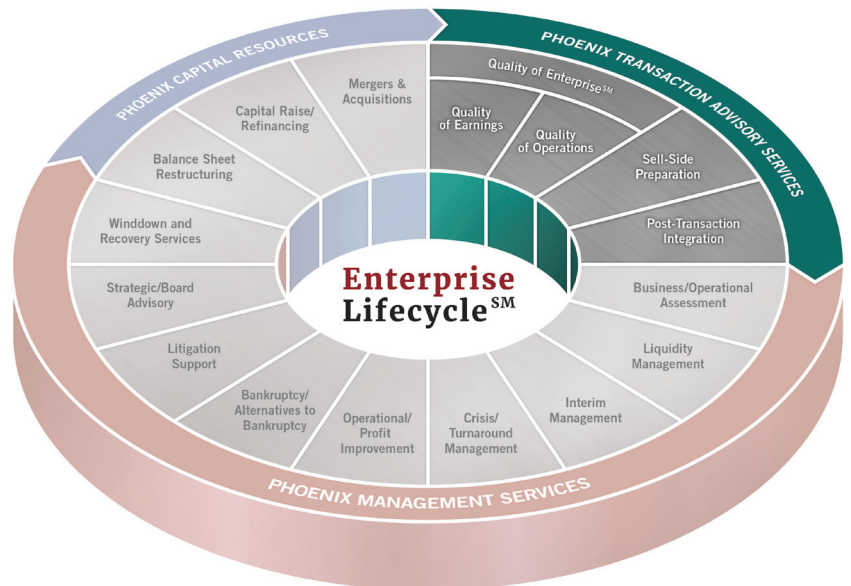 PHOENIX CAPITAL RESOURCES
PHOENIX TRANSACTION ADVISORY SERVICES
Mergers &
Acquisitions
Capital Raise/
Refinancing
Balance Sheet
Restructuring
Winddown and
Recovery Services
Strategic/Board
Advisory
Litigation
Support
Bankruptcy/
Alternatives to
Bankruptcy
Operational/
Profit
Improvement
Crisis/
Turnaround
Management
Interim
Management
Liquidity
Management
Business/Operational
Assessment
Post-Transaction
Integration
Sell-Side
Preparation
Quality of Enterprise℠
Quality
of Earnings
Quality
of Operations
Enterprise
Lifecycle℠
PHOENIX MANAGEMENT SERVICES